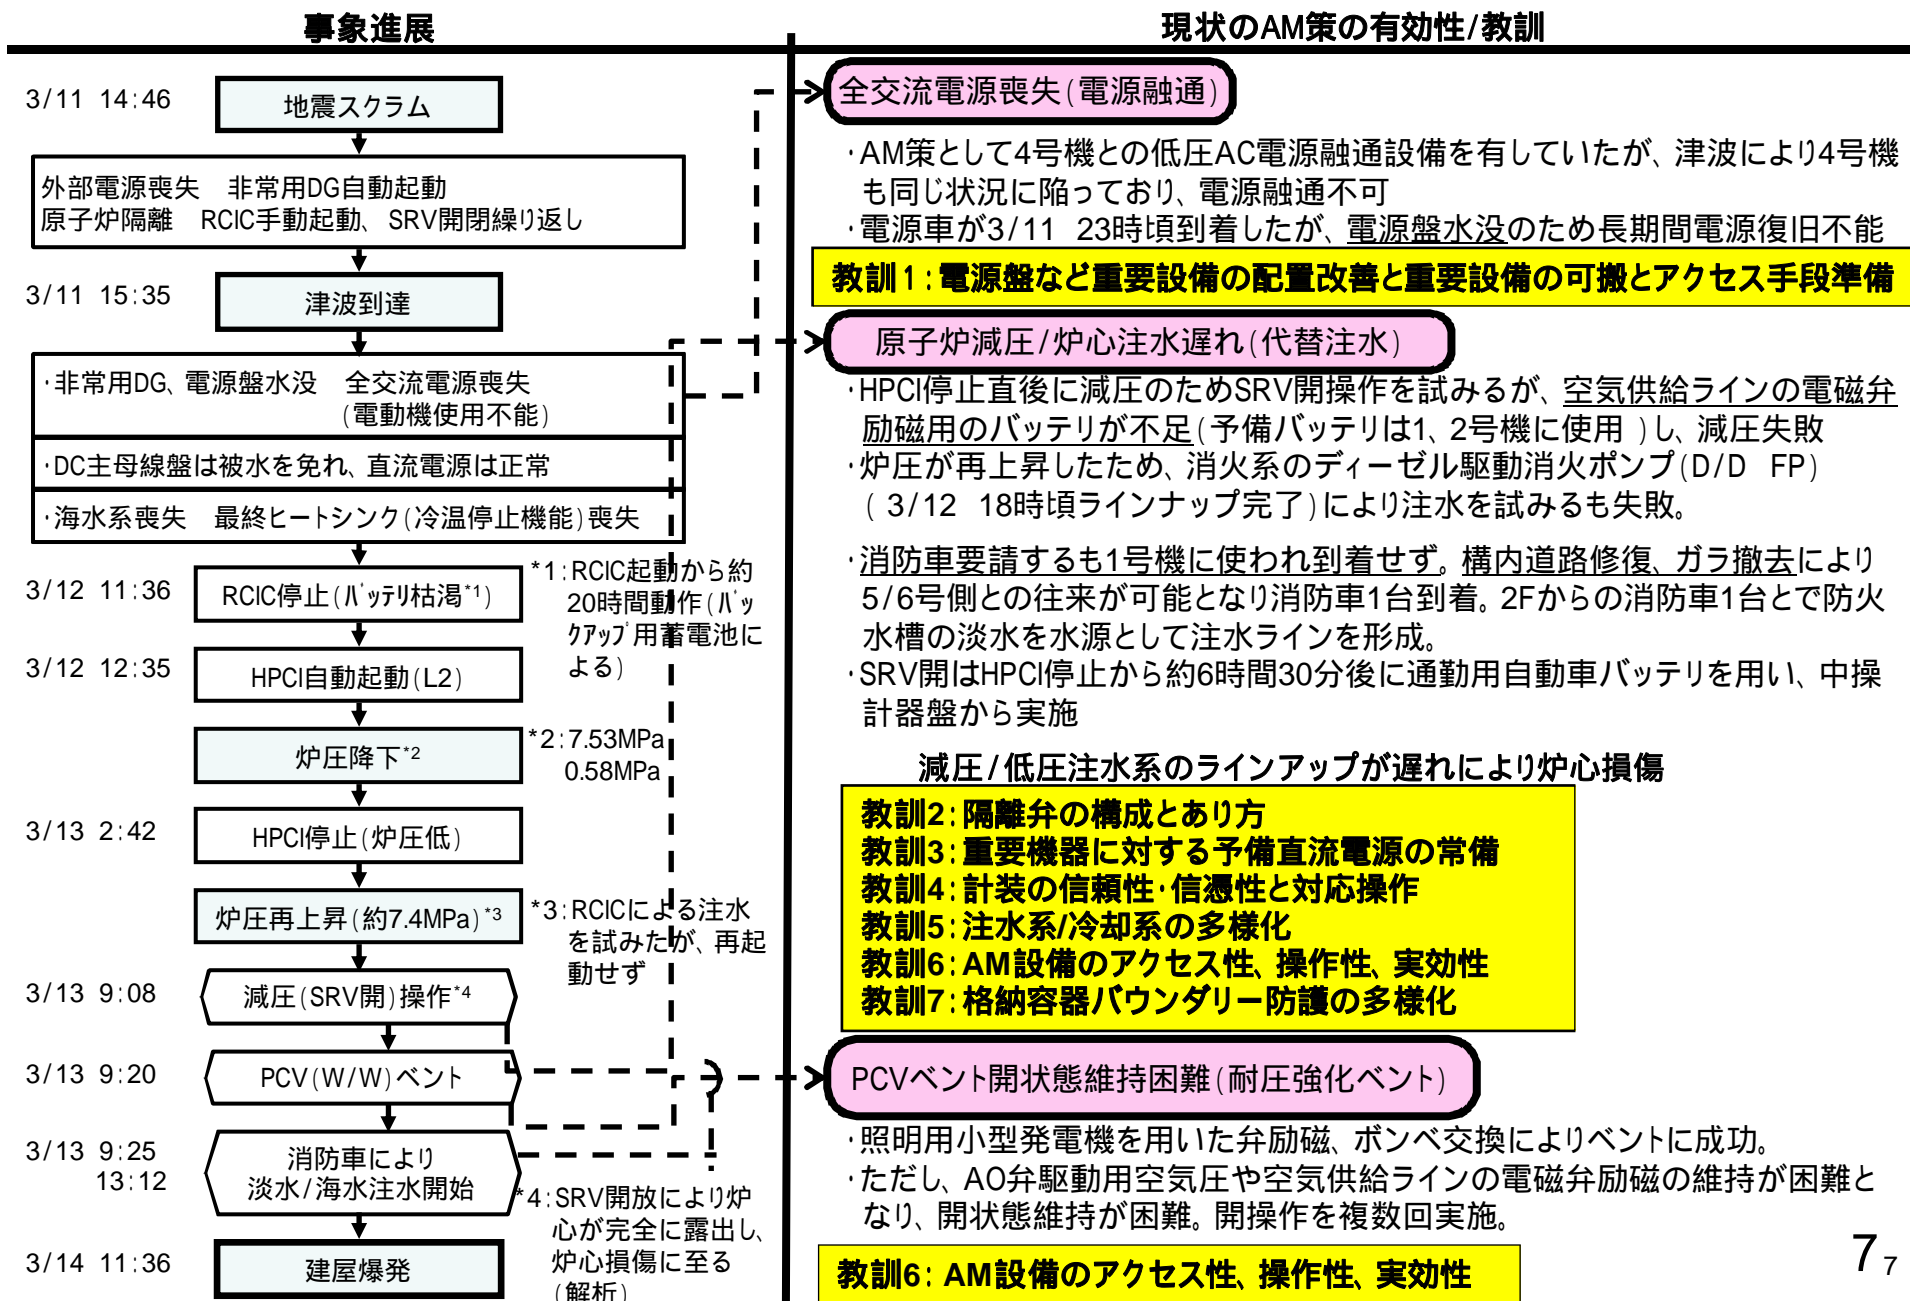 事象進展
現状のAM策の有効性/教訓
3/11 14:46
地震スクラム
外部電源喪失 非常用DG自動起動
原子炉隔離 RCIC手動起動、SRV開閉繰り返し
3/11 15:35
津波到達
・非常用DG、電源盤水没 全交流電源喪失
(電動機使用不能)
・DC主母線盤は被水を免れ、直流電源は正常
・海水系喪失 最終ヒートシンク(冷温停止機能)喪失
3/12 11:36
RCIC停止(バッテリ枯渇*1)
*1:RCIC起動から約
20時間動作(バッ
クアップ用蓄電池に
よる)
3/12 12:35
HPCI自動起動(L2)
炉圧降下*2
*2:7.53MPa
0.58MPa
3/13 2:42
HPCI停止(炉圧低)
炉圧再上昇(約7.4MPa)*3
*3:RCICによる注水
を試みたが、再起
動せず
3/13 9:08
減圧(SRV開)操作*4
3/13 9:20
PCV(W/W)ベント
3/13 9:25
13:12
消防車により
淡水/海水注水開始
*4:SRV開放により炉
心が完全に露出し、
炉心損傷に至る
(解析)
3/14 11:36
建屋爆発
全交流電源喪失(電源融通)
・AM策として4号機との低圧AC電源融通設備を有していたが、津波により4号機
も同じ状況に陥っており、電源融通不可
・電源車が3/11 23時頃到着したが、電源盤水没のため長期間電源復旧不能
教訓1:電源盤など重要設備の配置改善と重要設備の可搬とアクセス手段準備
原子炉減圧/炉心注水遅れ(代替注水)
・HPCI停止直後に減圧のためSRV開操作を試みるが、空気供給ラインの電磁弁
励磁用のバッテリが不足(予備バッテリは1、2号機に使用 )し、減圧失敗
・炉圧が再上昇したため、消火系のディーゼル駆動消火ポンプ(D/D FP)
( 3/12 18時頃ラインナップ完了)により注水を試みるも失敗。
・消防車要請するも1号機に使われ到着せず。構内道路修復、ガラ撤去により
5/6号側との往来が可能となり消防車1台到着。2Fからの消防車1台とで防火
水槽の淡水を水源として注水ラインを形成。
・SRV開はHPCI停止から約6時間30分後に通勤用自動車バッテリを用い、中操
計器盤から実施
減圧/低圧注水系のラインアップが遅れにより炉心損傷
教訓2:隔離弁の構成とあり方
教訓3:重要機器に対する予備直流電源の常備
教訓4:計装の信頼性・信憑性と対応操作
教訓5:注水系/冷却系の多様化
教訓6:AM設備のアクセス性、操作性、実効性
教訓7:格納容器バウンダリー防護の多様化
PCVベント開状態維持困難(耐圧強化ベント)
・照明用小型発電機を用いた弁励磁、ボンベ交換によりベントに成功。
・ただし、AO弁駆動用空気圧や空気供給ラインの電磁弁励磁の維持が困難と
なり、開状態維持が困難。開操作を複数回実施。
教訓6: AM設備のアクセス性、操作性、実効性
7 7